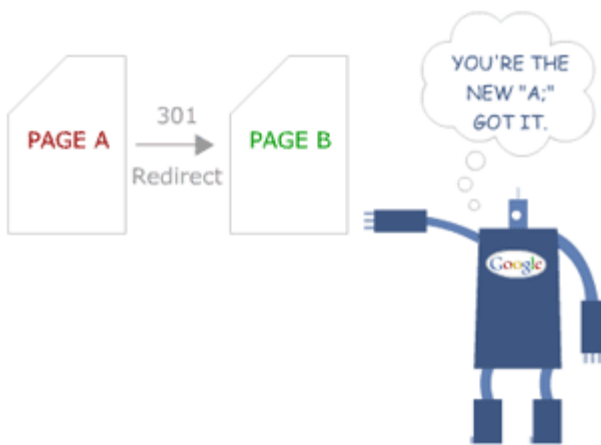 PAGE A
301
Redirect
PAGE B
YOU'RE THE
NEW "A;"
GOT IT.
Google